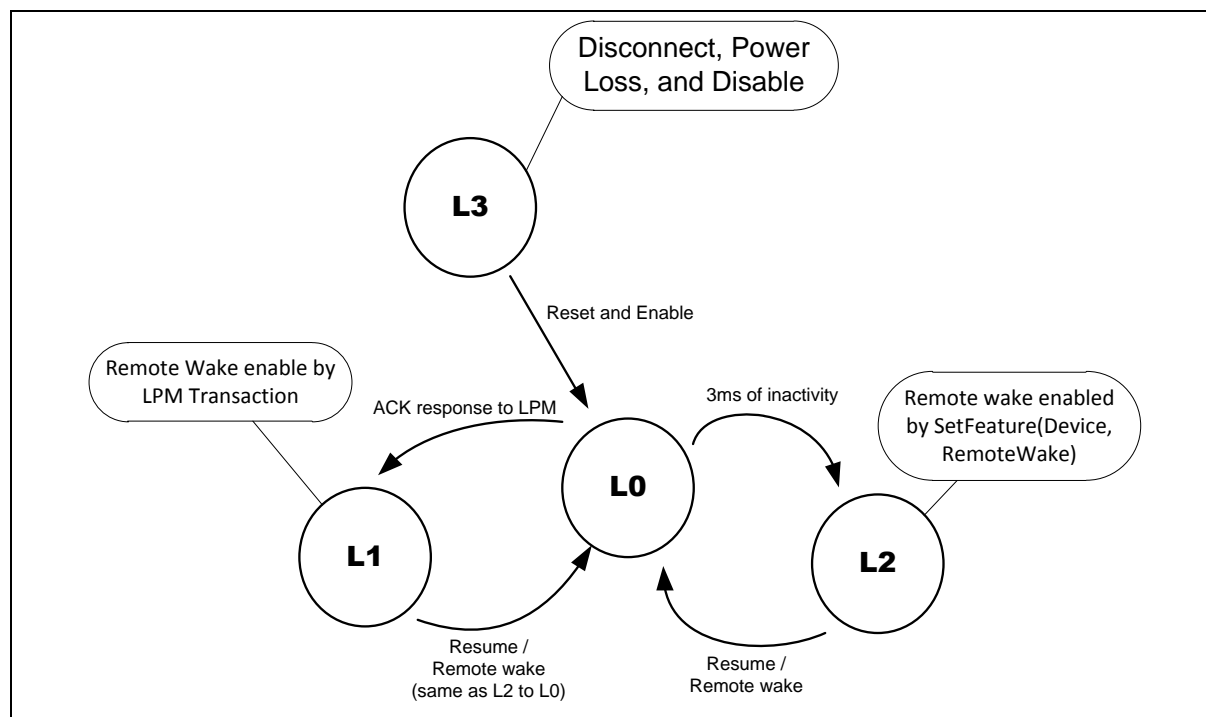 Disconnect, Power
Loss, and Disable
L3
Reset and Enable
Remote Wake enable by
LPM Transaction
ACK response to LPM
3ms of inactivity
Remote wake enabled
by SetFeature(Device,
RemoteWake)
L0
L1
L2
Resume /
Remote wake
(same as L2 to L0)
Resume /
Remote wake